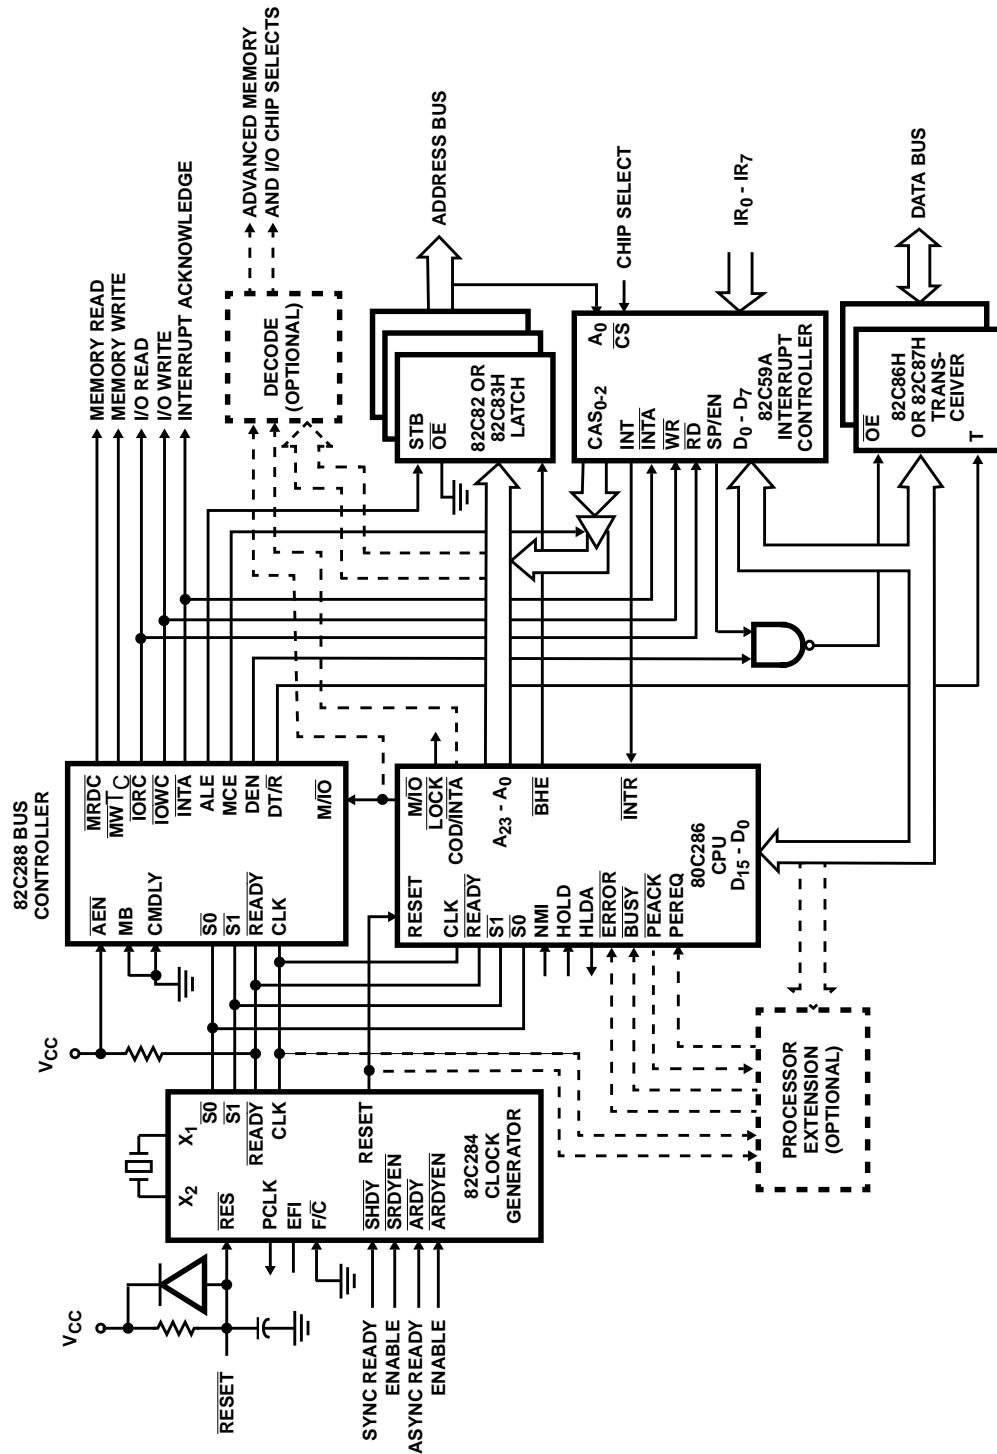 MEMORY READ
MEMORY WRITE
I/O READ
I/O WRITE
INTERRUPT ACKNOWLEDGE
ADVANCED MEMORY
AND I/O CHIP SELECTS
DECODE
(OPTIONAL)
ADDRESS BUS
CHIP SELECT
IR0 - IR7
DATA BUS
STB
OE
82C82 OR
82C83H
LATCH
A0
CS
CAS0-2
INT
INTA
WR
RD
SP/EN
D0 - D7
82C59A
INTERRUPT
CONTROLLER
OE
82C86H
OR 82C87H
TRANS-
CEIVER
T
82C288 BUS
CONTROLLER
MRDC
MWTC
IORC
IOWC
INTA
ALE
MCE
DEN
DT/R
M/IO
AEN
MB
CMDLY
S0
S1
READY
CLK
M/IO
LOCK
COD/INTA
A23 - A0
BHE
INTR
80C286
CPU
D15 - D0
RESET
CLK
READY
S1
S0
NMI
HOLD
HLDA
ERROR
BUSY
PEACK
PEREQ
PROCESSOR
EXTENSION
(OPTIONAL)
VCC
X1
X2
S0
S1
READY
CLK
RESET
82C284
CLOCK
GENERATOR
RES
PCLK
EFI
F/C
SHDY
SRDYEN
ARDY
ARDYEN
VCC
RESET
SYNC READY
ENABLE
ASYNC READY
ENABLE